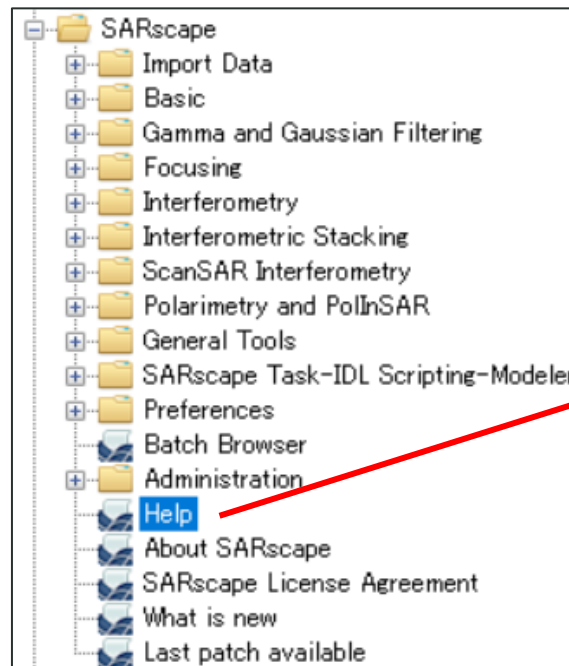 SARscape
Import Data
Basic
Gamma and Gaussian Filtering
Focusing
Interferometry
Interferometric Stacking
ScanSAR Interferometry
Polarimetry and PolInSAR
General Tools
SARscape Task-IDL Scripting-Modeler
Preferences
Batch Browser
Administration
Help
About SARscape
SARscape License Agreement
What is new
Last patch available